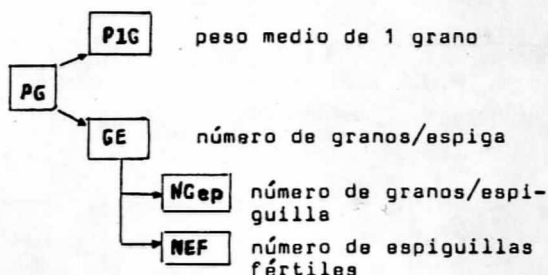 P1G peso medio de 1 grano
PG
GE número de granos/espiga
NGep número de granos/espi-
guilla
NEF número de espiguillas
fértiles